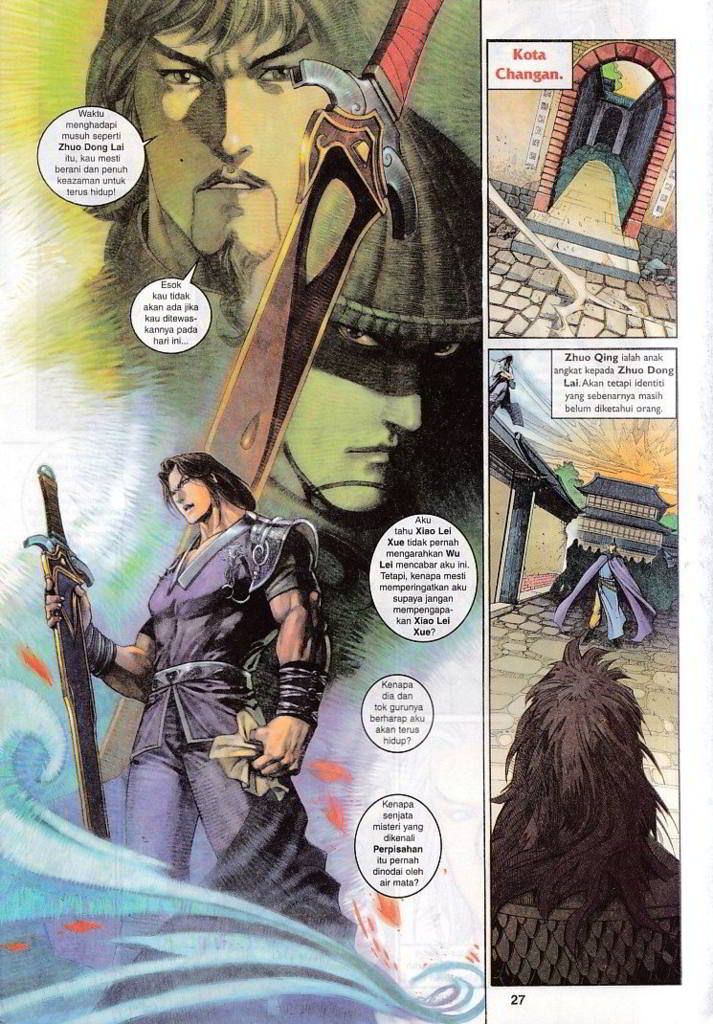 Waktu
menghadapi
musuh seperti
Zhuo Dong Lai
itu, kau mesti
berani dan penuh
keazaman untuk
terus hidup!
Esok
kau tidak
akan ada jika
kau ditewas-
kannya pada
hari ini...
Aku
tahu Xiao Lei
Xue tidak pernah
mengarahkan Wu
Lei mencabar aku ini.
Tetapi, kenapa mesti
memperingatkan aku
supaya jangan
mempengapa-
kan Xiao Lei
Xue?
Kenapa
dia dan
tok gurunya
berharap aku
akan terus
hidup?
Kenapa
senjata
misteri yang
dikenali
Perpisahan
itu pernah
dinodai oleh
air mata?
Kota
Changan.
Zhuo Qing ialah anak
angkat kepada Zhuo Dong
Lai. Akan tetapi identiti
yang sebenarnya masih
belum diketahui orang.
27